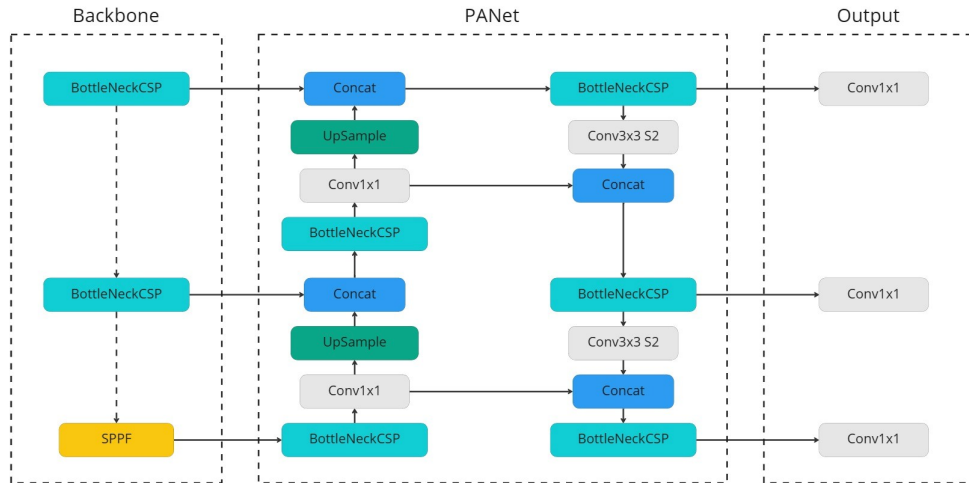 Backbone
PANet
Output
BottleNeckCSP
Concat
BottleNeckCSP
Conv1x1
UpSample
Conv3x3 S2
Conv1x1
Concat
BottleNeckCSP
BottleNeckCSP
Concat
BottleNeckCSP
Conv1x1
UpSample
Conv3x3 S2
Conv1x1
Concat
SPPF
BottleNeckCSP
BottleNeckCSP
Conv1x1